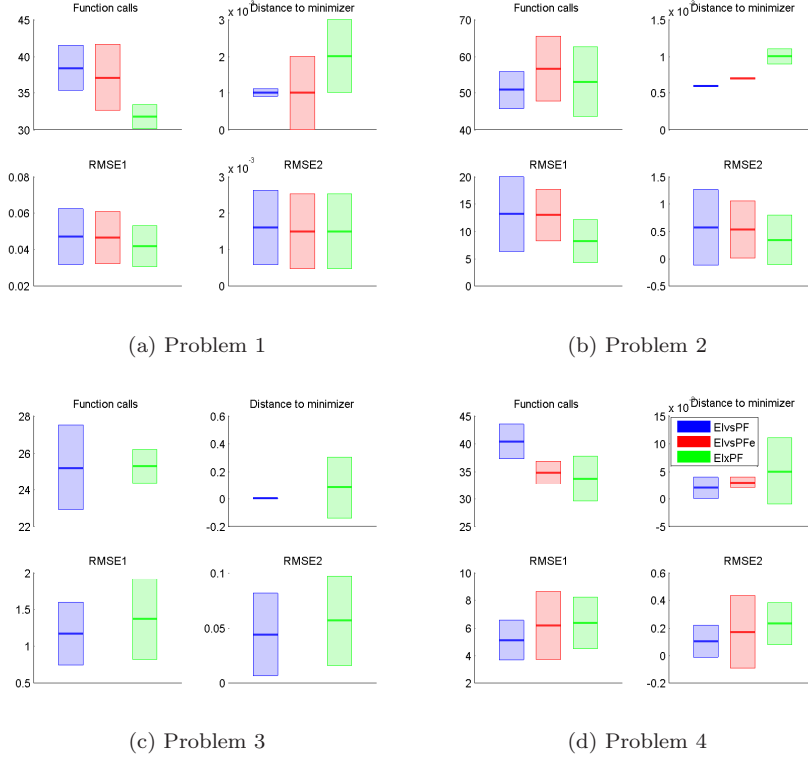 Function calls
45
40
35
30
x 10^-3 Distance to minimizer
3
2
1
0
RMSE1
0.08
0.06
0.04
0.02
x 10^-3 RMSE2
3
2
1
0
(a) Problem 1
Function calls
70
60
50
40
Distance to minimizer
x 10
1.5
1
0.5
0
RMSE1
20
15
10
5
0
RMSE2
1.5
1
0.5
0
-0.5
(b) Problem 2
Function calls
28
26
24
22
Distance to minimizer
0.6
0.4
0.2
0
-0.2
RMSE1
2
1.5
1
0.5
RMSE2
0.1
0.05
0
(c) Problem 3
Function calls
45
40
35
30
25
Distance to minimizer
x 10
15
10
5
0
-5
EIvsPF
EIvsPFe
EIxPF
RMSE1
10
8
6
4
2
RMSE2
0.6
0.4
0.2
0
-0.2
(d) Problem 4